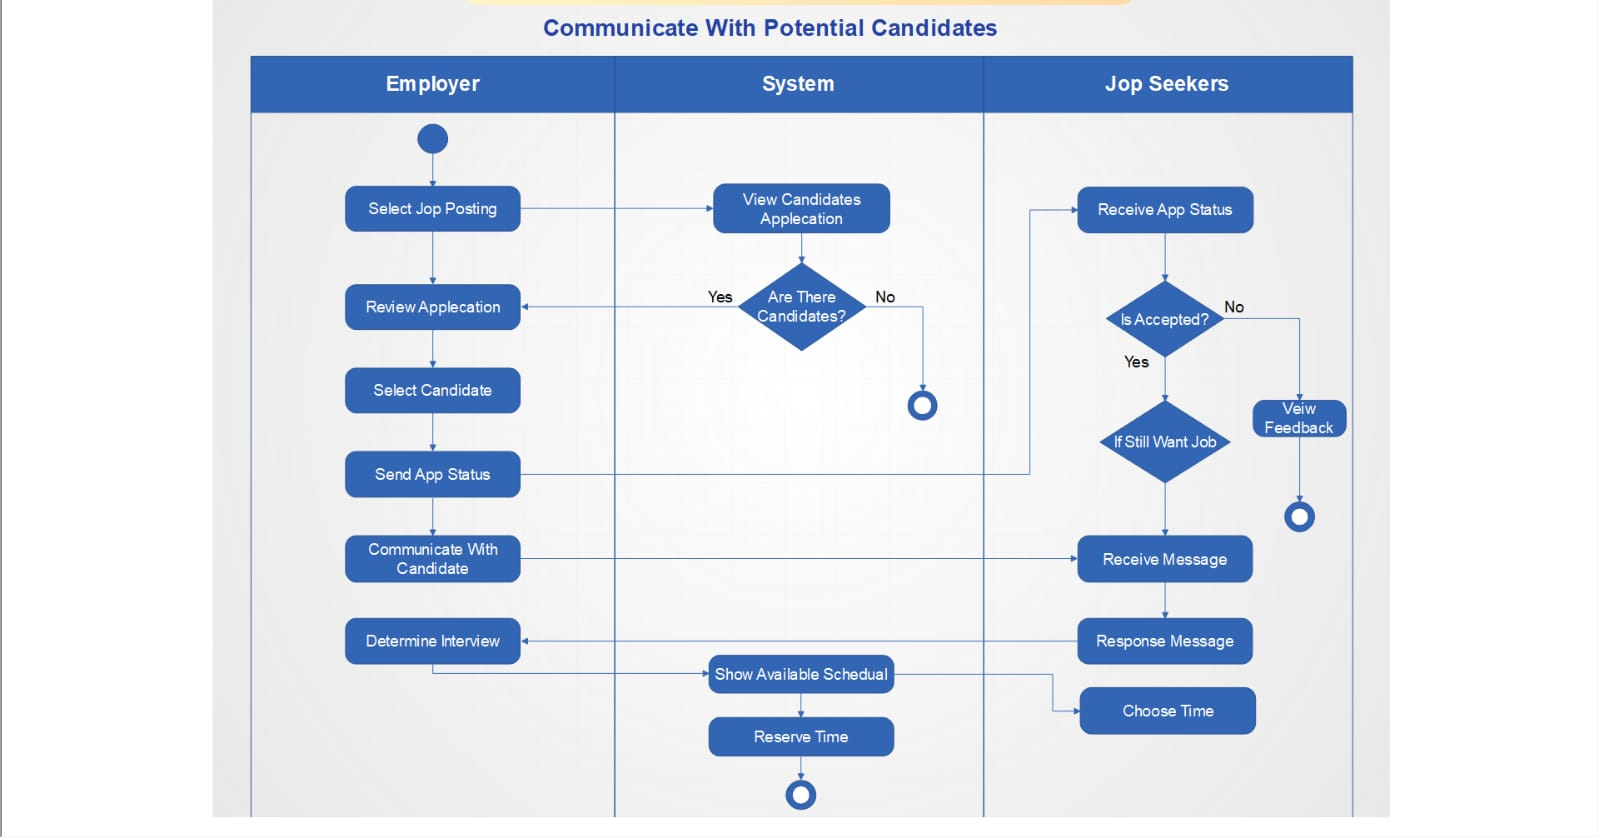 Communicate With Potential Candidates
Employer
System
Jop Seekers
Select Jop Posting
View Candidates
Applecation
Receive App Status
Review Applecation
Yes
Are There
Candidates?
No
Is Accepted?
No
Yes
Select Candidate
Veiw
Feedback
If Still Want Job
Send App Status
Communicate With
Candidate
Receive Message
Determine Interview
Response Message
Show Available Schedual
Choose Time
Reserve Time